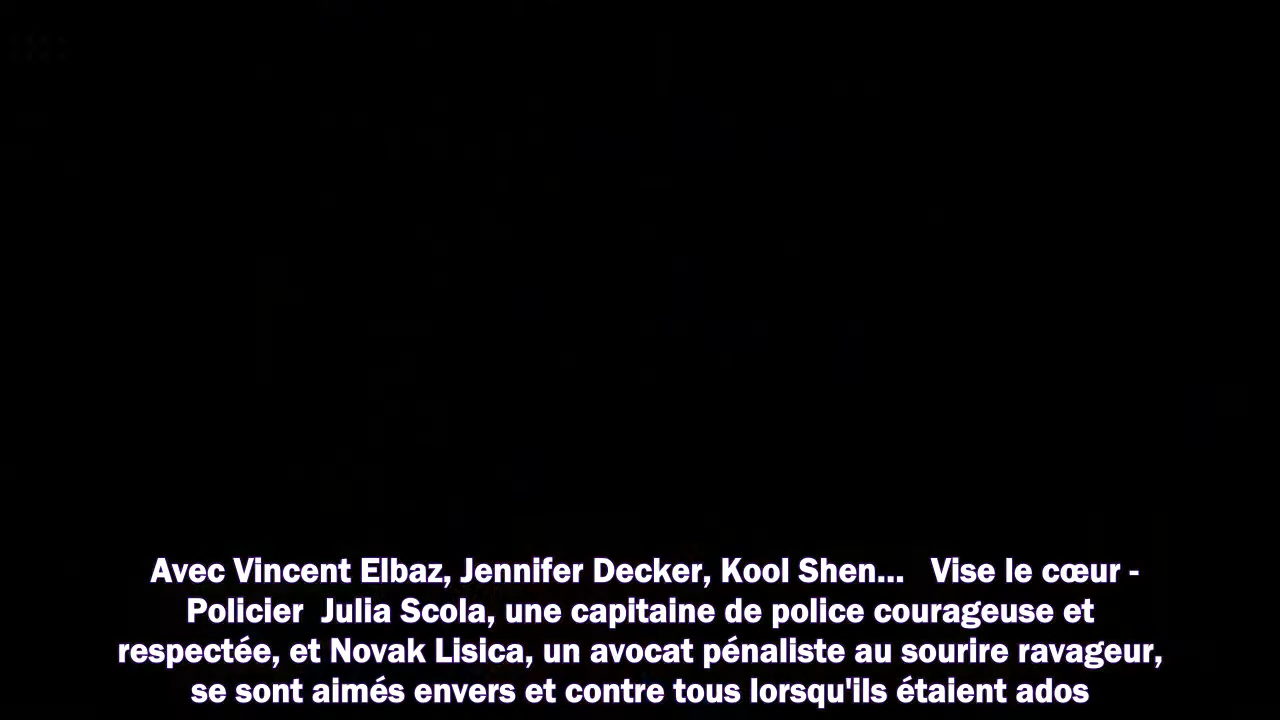 Avec Vincent Elbaz, Jennifer Decker, Kool Shen... Vise le cœur -
Policier Julia Scola, une capitaine de police courageuse et
respectée, et Novak Lisica, un avocat pénaliste au sourire ravageur,
se sont aimés envers et contre tous lorsqu'ils étaient ados